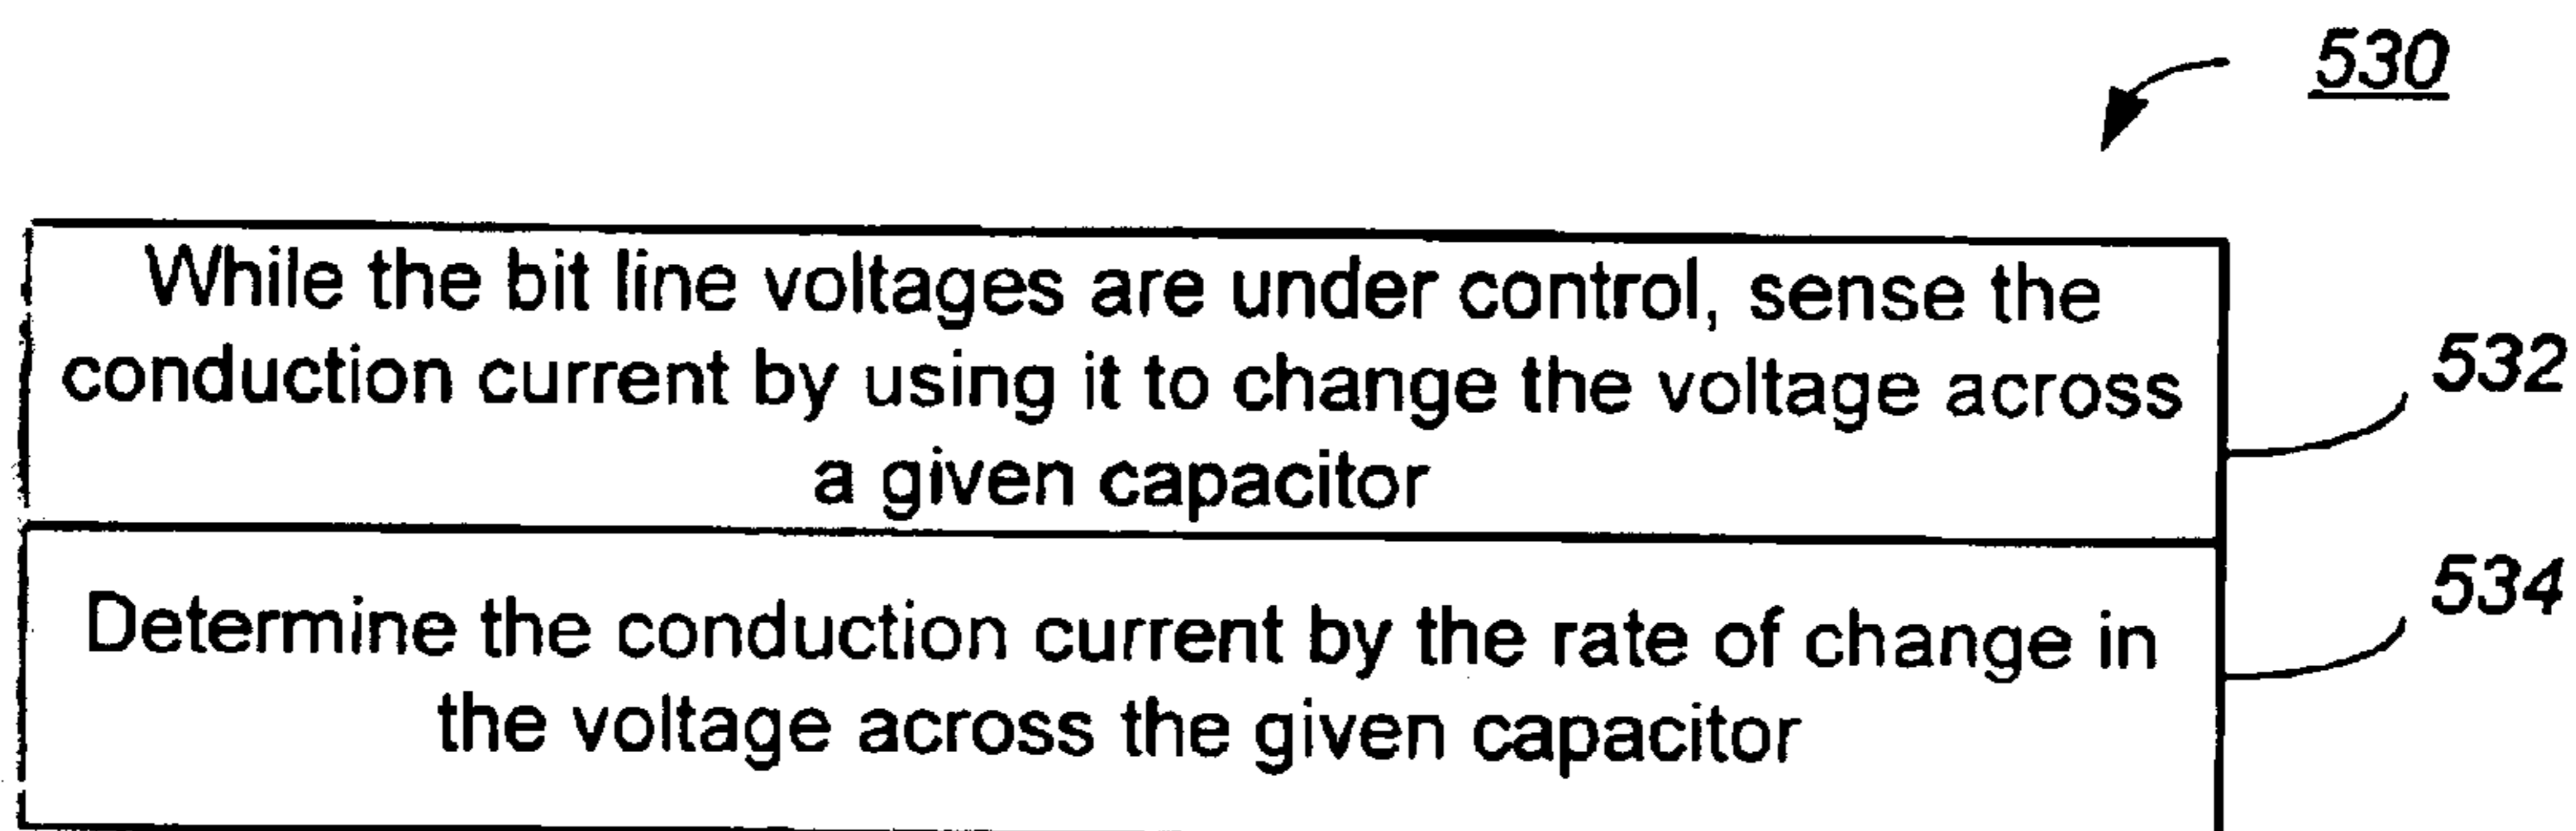 530
While the bit line voltages are under control, sense the
conduction current by using it to change the voltage across
a given capacitor
532
Determine the conduction current by the rate of change in
the voltage across the given capacitor
534